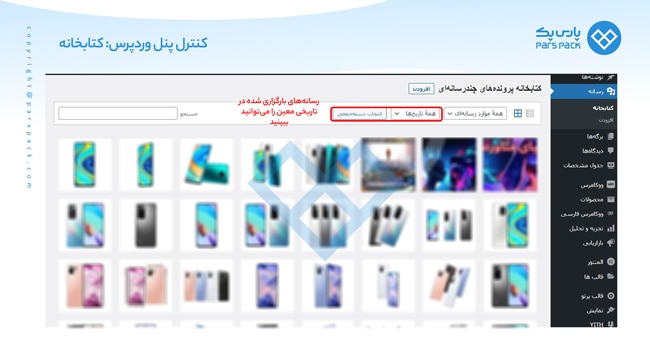 پارس پک
PARS PACK
کنترل پنل وردپرس: کتابخانه
copyright@parspack.com
نوشته‌ها
رسانه
کتابخانه
افزودن
برگه‌ها
دیدگاه‌ها
جدول مشخصات
ووکامرس
محصولات
ووکامرس فارسی
تجزیه و تحلیل
بازاریابی
المنتور
قالب ها
قالب پرتو
نمایش
YITH
کتابخانه پرونده‌های چندرسانه‌ای
افزودن
همهٔ موارد رسانه‌ای
همهٔ تاریخ‌ها
انتخاب دسته‌جمعی
رسانه‌های بارگزاری شده در
تاریخی معین را می‌توانید
ببینید
جستجو